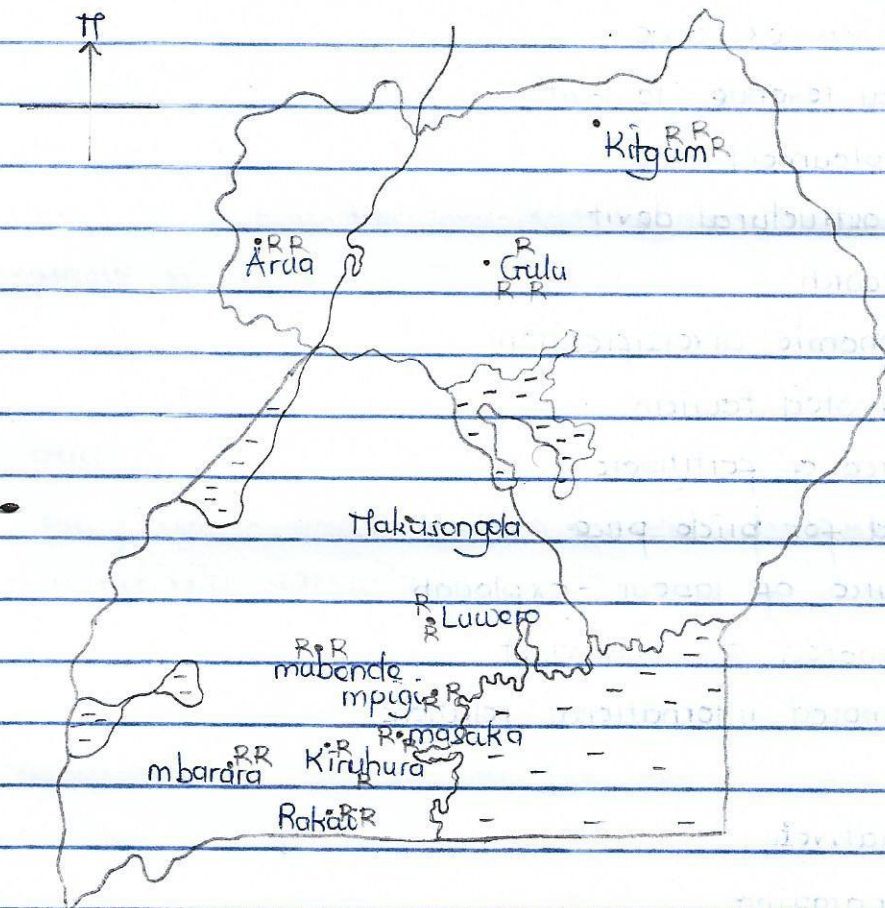 N
Kitgum R R R
R R
Arua
R
Gulu
R R
Nakasongola
R
Luwero
R
R R
mubende
mpigi R R
R R R
masaka
R R
mbarara
R
Kiruhura
R
Rakai R R